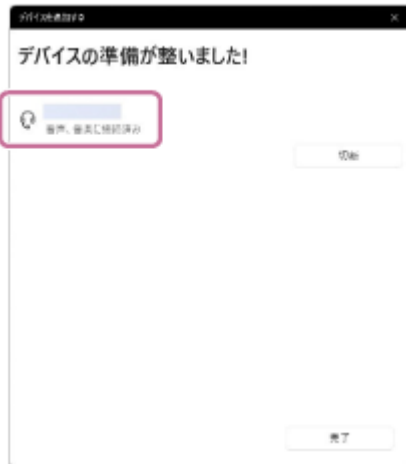 デバイスを追加する
デバイスの準備が整いました!
音声、音楽に接続済み
切断
完了